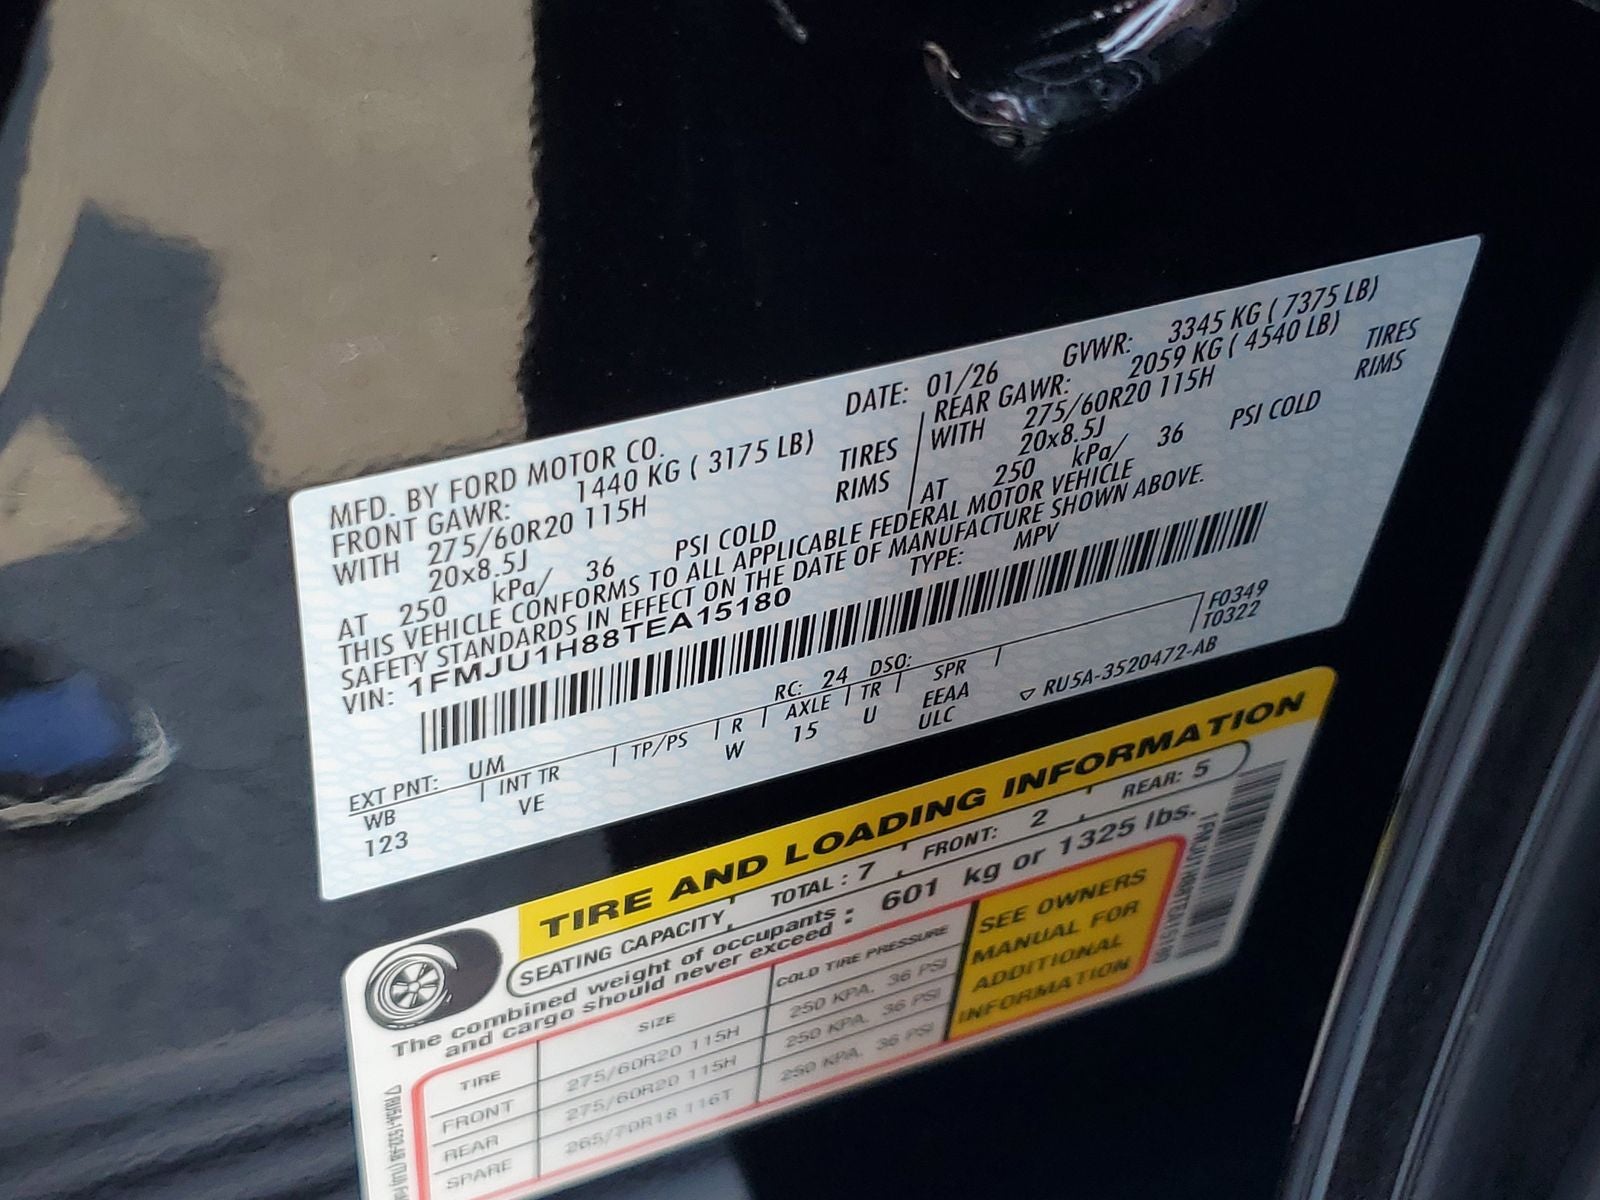 MFD. BY FORD MOTOR CO. DATE: 01/26 GVWR: 3345 KG ( 7375 LB)
FRONT GAWR: 1440 KG ( 3175 LB) REAR GAWR: 2059 KG ( 4540 LB)
WITH 275/60R20 115H TIRES WITH 275/60R20 115H TIRES
20x8.5J RIMS 20x8.5J RIMS
AT 250 kPa/ 36 PSI COLD AT 250 kPa/ 36 PSI COLD
THIS VEHICLE CONFORMS TO ALL APPLICABLE FEDERAL MOTOR VEHICLE
SAFETY STANDARDS IN EFFECT ON THE DATE OF MANUFACTURE SHOWN ABOVE.
VIN: 1FMJU1H88TEA15180 TYPE: MPV
F0349
T0322
EXT PNT: UM RC: 24 DSO:
WB INT TR TP/PS R AXLE TR SPR
123 VE W 15 U EEAA
ULC
▽ RU5A-3520472-AB
TIRE AND LOADING INFORMATION
SEATING CAPACITY, TOTAL : 7 , FRONT: 2 , REAR: 5
The combined weight of occupants
and cargo should never exceed : 601 kg or 1325 lbs.
TIRE SIZE COLD TIRE PRESSURE
FRONT 275/60R20 115H 250 KPA, 36 PSI
REAR 275/60R20 115H 250 KPA, 36 PSI
SPARE 265/70R18 116T 250 KPA, 36 PSI
SEE OWNERS
MANUAL FOR
ADDITIONAL
INFORMATION
1FMJU1H88TEA15180